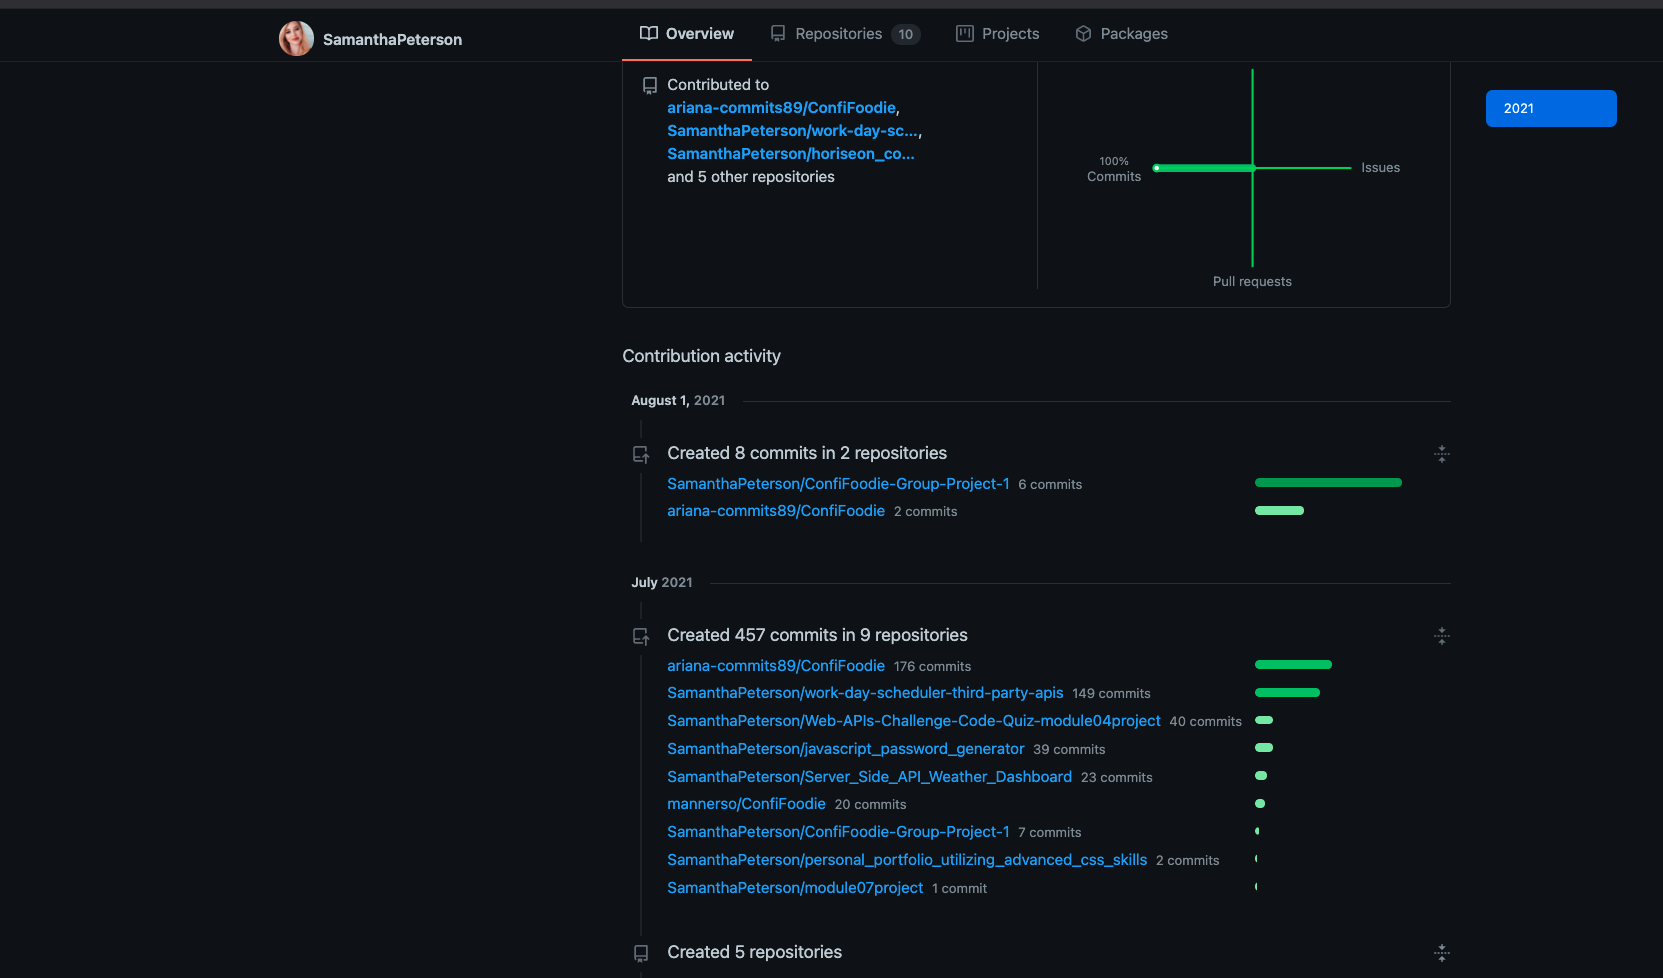 SamanthaPeterson
Overview
Repositories 10
Projects
Packages
Contributed to
ariana-commits89/ConfiFoodie,
SamanthaPeterson/work-day-sc...,
SamanthaPeterson/horiseon_co...
and 5 other repositories
100%
Commits
Issues
Pull requests
2021
Contribution activity
August 1, 2021
Created 8 commits in 2 repositories
SamanthaPeterson/ConfiFoodie-Group-Project-1 6 commits
ariana-commits89/ConfiFoodie 2 commits
July 2021
Created 457 commits in 9 repositories
ariana-commits89/ConfiFoodie 176 commits
SamanthaPeterson/work-day-scheduler-third-party-apis 149 commits
SamanthaPeterson/Web-APIs-Challenge-Code-Quiz-module04project 40 commits
SamanthaPeterson/javascript_password_generator 39 commits
SamanthaPeterson/Server_Side_API_Weather_Dashboard 23 commits
mannerso/ConfiFoodie 20 commits
SamanthaPeterson/ConfiFoodie-Group-Project-1 7 commits
SamanthaPeterson/personal_portfolio_utilizing_advanced_css_skills 2 commits
SamanthaPeterson/module07project 1 commit
Created 5 repositories